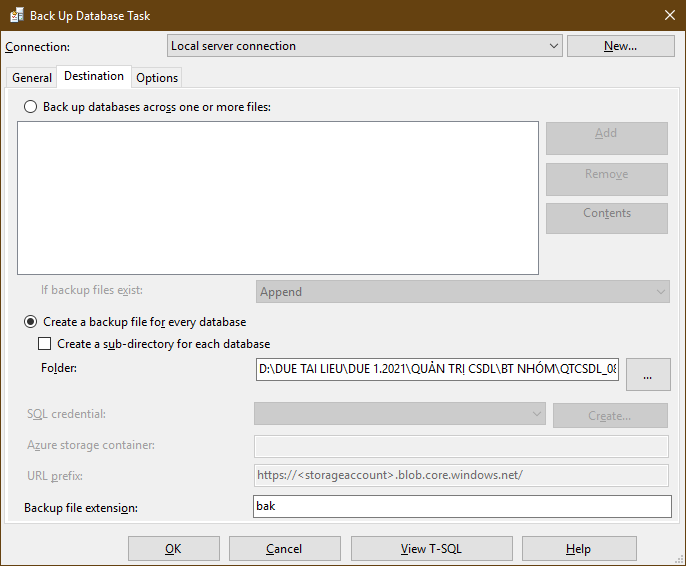 Back Up Database Task
Connection: Local server connection New...
General Destination Options
Back up databases across one or more files:
Add
Remove
Contents
If backup files exist: Append
Create a backup file for every database
Create a sub-directory for each database
Folder: D:\DUE TAI LIEU\DUE 1.2021\QUẢN TRỊ CSDL\BT NHÓM\QTCSDL_08 ...
SQL credential: Create...
Azure storage container:
URL prefix: https://<storageaccount>.blob.core.windows.net/
Backup file extension: bak
OK Cancel View T-SQL Help